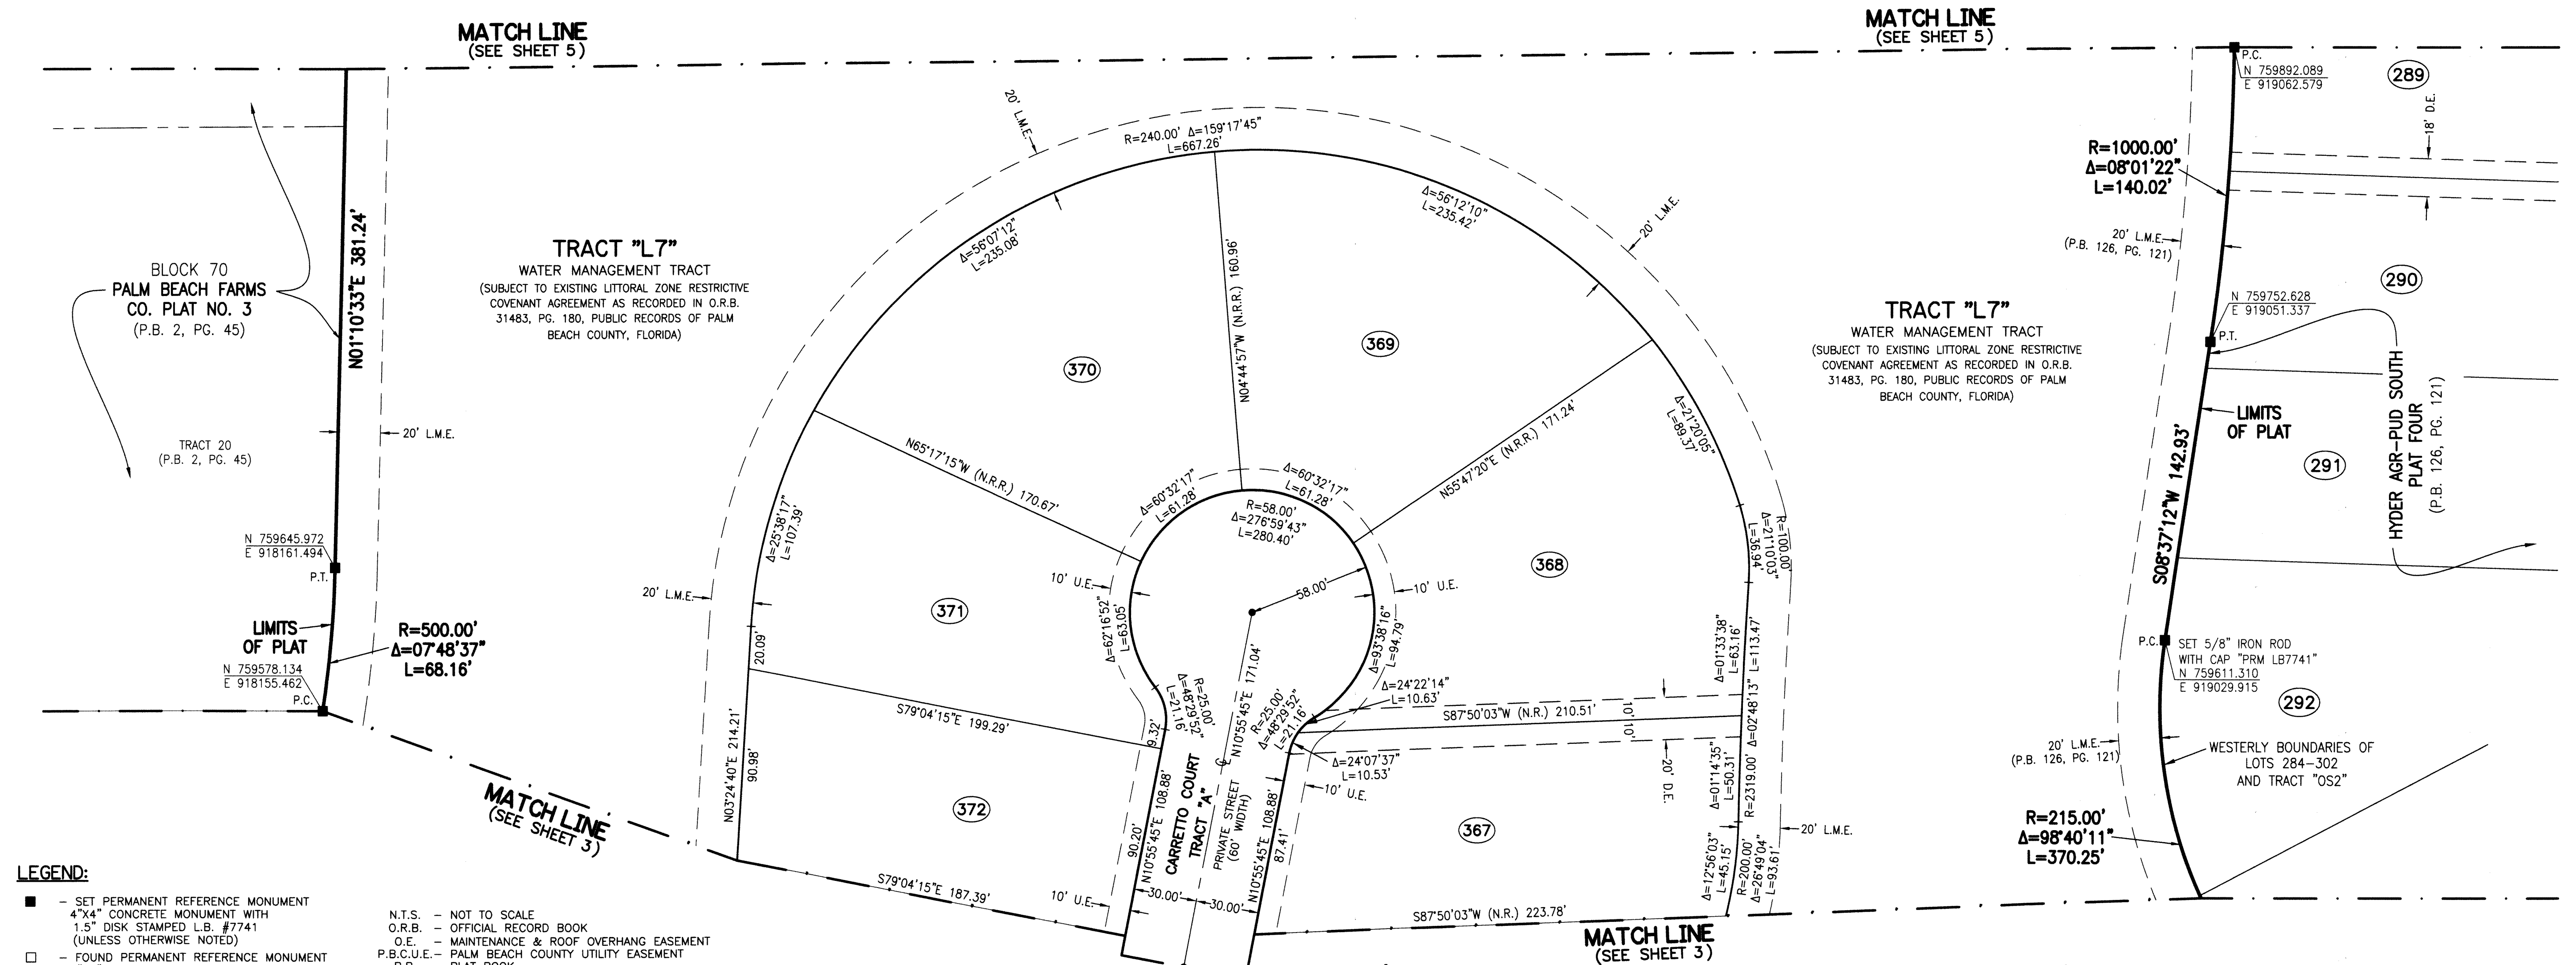 MATCH LINE
(SEE SHEET 5)
MATCH LINE
(SEE SHEET 5)
BLOCK 70
PALM BEACH FARMS
CO. PLAT NO. 3
(P.B. 2, PG. 45)
TRACT 20
(P.B. 2, PG. 45)
N01°10'33"E 381.24'
20' L.M.E.
N 759645.972
E 918161.494
P.T.
LIMITS
OF PLAT
R=500.00'
Δ=07°48'37"
L=68.16'
N 759578.134
E 918155.462
P.C.
MATCH LINE
(SEE SHEET 3)
TRACT "L7"
WATER MANAGEMENT TRACT
(SUBJECT TO EXISTING LITTORAL ZONE RESTRICTIVE
COVENANT AGREEMENT AS RECORDED IN O.R.B.
31483, PG. 180, PUBLIC RECORDS OF PALM
BEACH COUNTY, FLORIDA)
20' L.M.E.
R=240.00' Δ=159°17'45"
L=667.26'
Δ=56°07'12"
L=235.08'
Δ=56°12'10"
L=235.42'
20' L.M.E.
370
369
N04°44'57"W (N.R.R.) 160.96'
N65°17'15"W (N.R.R.) 170.67'
N55°47'20"E (N.R.R.) 171.24'
Δ=21°20'05"
L=89.37'
Δ=25°38'17"
L=107.39'
Δ=60°32'17"
L=61.28'
Δ=60°32'17"
L=61.28'
R=58.00'
Δ=276°59'43"
L=280.40'
58.00'
R=100.00'
Δ=21°10'03"
L=36.94'
368
371
20' L.M.E.
10' U.E.
10' U.E.
Δ=62°16'52"
L=63.05'
Δ=93°38'16"
L=94.79'
20.09'
S79°04'15"E 199.29'
9.32'
R=25.00'
Δ=48°29'52"
L=21.16'
R=25.00'
Δ=48°29'52"
L=21.16'
N10°55'45"E 171.04'
Δ=24°22'14"
L=10.63'
S87°50'03"W (N.R.) 210.51'
10'
10'
20' D.E.
Δ=24°07'37"
L=10.53'
10' U.E.
Δ=01°33'38"
L=63.16'
R=2319.00' Δ=02°48'13" L=113.47'
Δ=01°14'35"
L=50.31'
N03°24'40"E 214.21'
90.98'
372
90.20'
N10°55'45"E 108.88'
CARRETTO COURT
TRACT "A"
PRIVATE STREET
(60' WIDTH)
N10°55'45"E 108.88'
87.41'
367
Δ=12°56'03"
L=45.15'
R=200.00'
Δ=26°49'04"
L=93.61'
20' L.M.E.
S79°04'15"E 187.39'
10' U.E.
30.00'
30.00'
S87°50'03"W (N.R.) 223.78'
MATCH LINE
(SEE SHEET 3)
TRACT "L7"
WATER MANAGEMENT TRACT
(SUBJECT TO EXISTING LITTORAL ZONE RESTRICTIVE
COVENANT AGREEMENT AS RECORDED IN O.R.B.
31483, PG. 180, PUBLIC RECORDS OF PALM
BEACH COUNTY, FLORIDA)
P.C.
N 759892.089
E 919062.579
289
18' D.E.
R=1000.00'
Δ=08°01'22"
L=140.02'
20' L.M.E.
(P.B. 126, PG. 121)
290
N 759752.628
E 919051.337
P.T.
HYDER AGR-PUD SOUTH
PLAT FOUR
(P.B. 126, PG. 121)
LIMITS
OF PLAT
291
S08°37'12"W 142.93'
P.C.
SET 5/8" IRON ROD
WITH CAP "PRM LB7741"
N 759611.310
E 919029.915
292
20' L.M.E.
(P.B. 126, PG. 121)
WESTERLY BOUNDARIES OF
LOTS 284-302
AND TRACT "OS2"
R=215.00'
Δ=98°40'11"
L=370.25'
LEGEND:
- SET PERMANENT REFERENCE MONUMENT
4"X4" CONCRETE MONUMENT WITH
1.5" DISK STAMPED L.B. #7741
(UNLESS OTHERWISE NOTED)
- FOUND PERMANENT REFERENCE MONUMENT
N.T.S. - NOT TO SCALE
O.R.B. - OFFICIAL RECORD BOOK
O.E. - MAINTENANCE & ROOF OVERHANG EASEMENT
P.B.C.U.E. - PALM BEACH COUNTY UTILITY EASEMENT